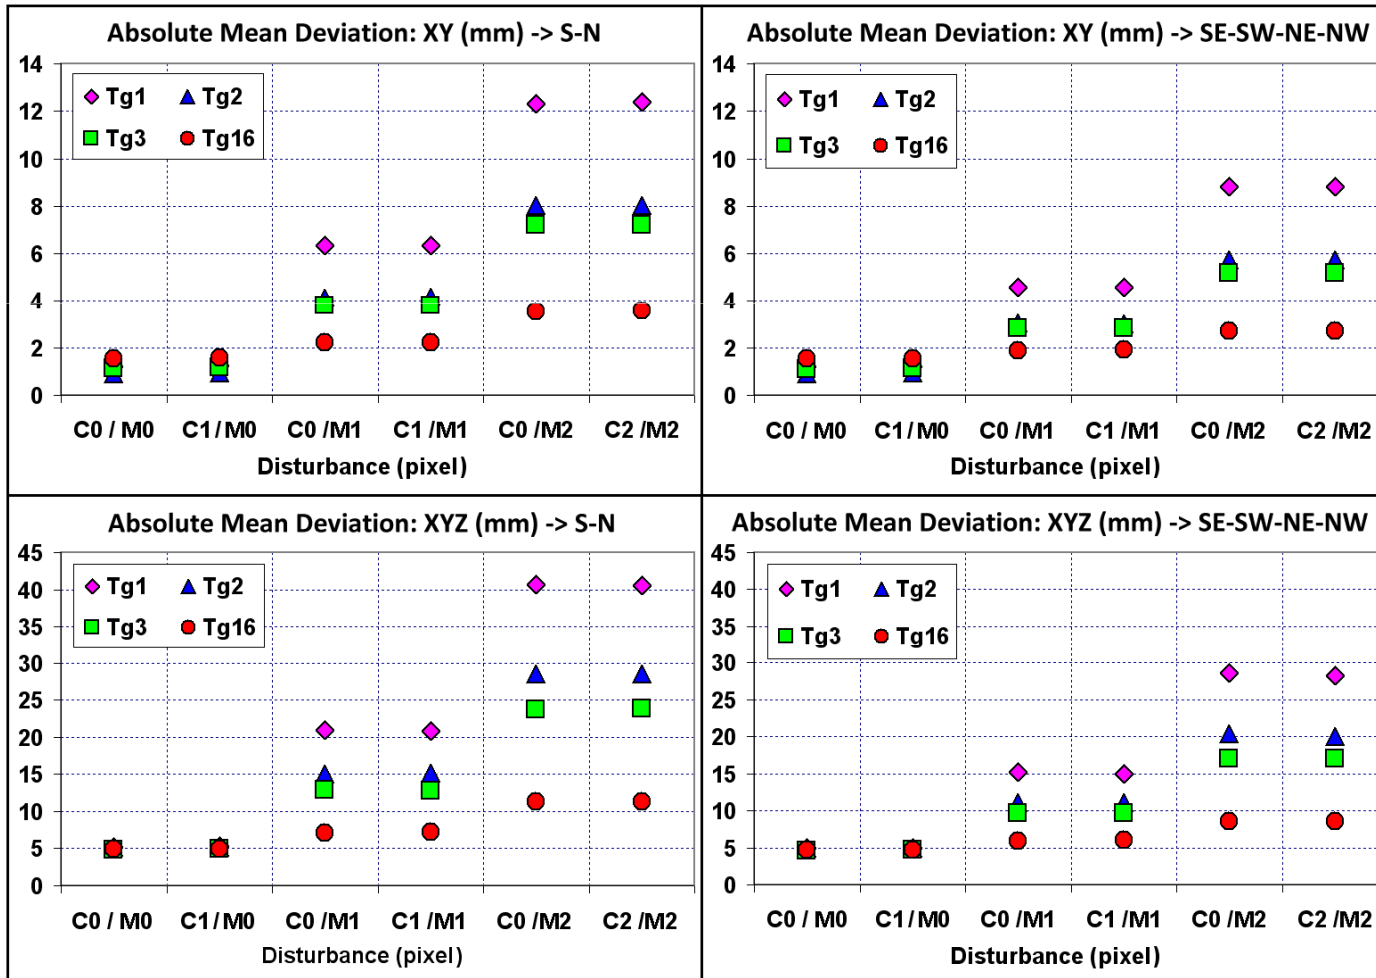 Absolute Mean Deviation: XY (mm) -> S-N
14
12
10
8
6
4
2
0
Tg1 Tg2
Tg3 Tg16
C0 / M0 C1 / M0 C0 /M1 C1 /M1 C0 /M2 C2 /M2
Disturbance (pixel)
Absolute Mean Deviation: XY (mm) -> SE-SW-NE-NW
14
12
10
8
6
4
2
0
Tg1 Tg2
Tg3 Tg16
C0 / M0 C1 / M0 C0 /M1 C1 /M1 C0 /M2 C2 /M2
Disturbance (pixel)
Absolute Mean Deviation: XYZ (mm) -> S-N
45
40
35
30
25
20
15
10
5
0
Tg1 Tg2
Tg3 Tg16
C0 / M0 C1 / M0 C0 /M1 C1 /M1 C0 /M2 C2 /M2
Disturbance (pixel)
Absolute Mean Deviation: XYZ (mm) -> SE-SW-NE-NW
45
40
35
30
25
20
15
10
5
0
Tg1 Tg2
Tg3 Tg16
C0 / M0 C1 / M0 C0 /M1 C1 /M1 C0 /M2 C2 /M2
Disturbance (pixel)